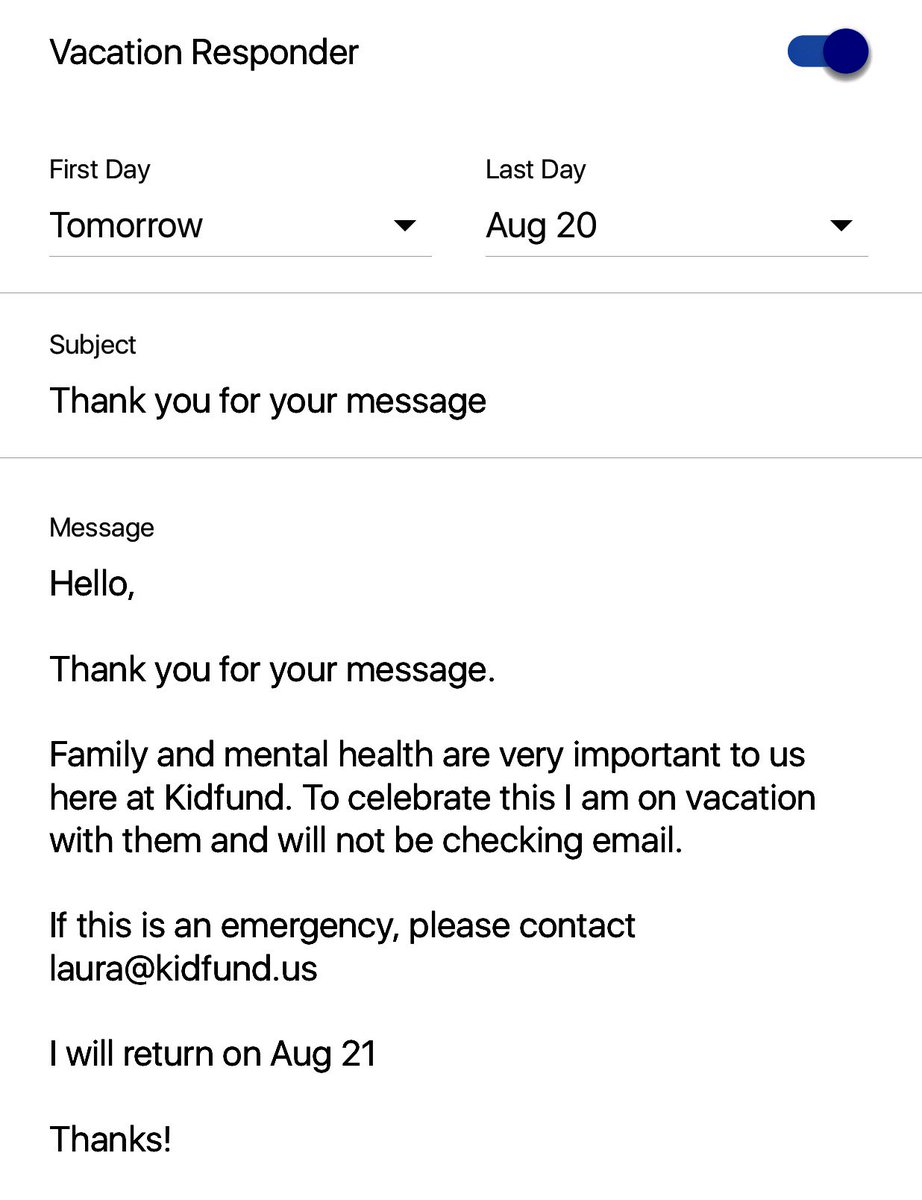 Vacation Responder
First Day
Last Day
Tomorrow
Aug 20
Subject
Thank you for your message
Message
Hello,
Thank you for your message.
Family and mental health are very important to us
here at Kidfund. To celebrate this I am on vacation
with them and will not be checking email.
If this is an emergency, please contact
laura@kidfund.us
I will return on Aug 21
Thanks!